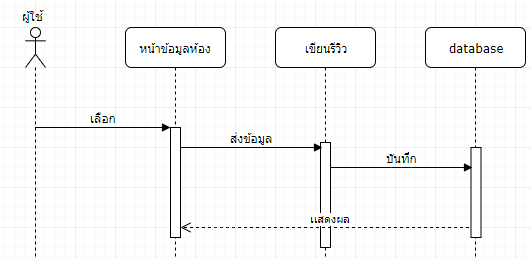 ผู้ใช้
หน้าข้อมูลห้อง
เขียนรีวิว
database
เลือก
ส่งข้อมูล
บันทึก
แสดงผล